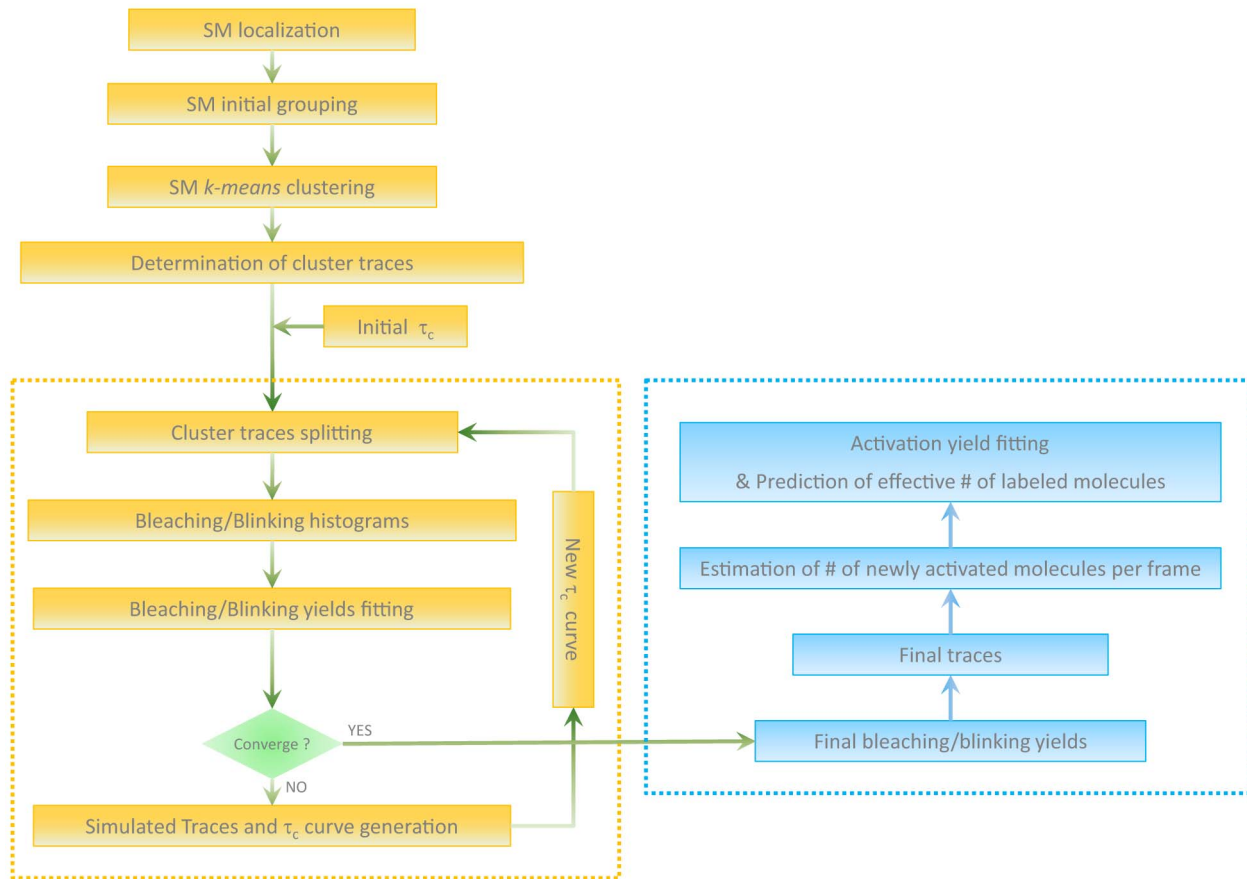 SM localization
SM initial grouping
SM k-means clustering
Determination of cluster traces
Initial τc
Cluster traces splitting
Bleaching/Blinking histograms
Bleaching/Blinking yields fitting
New τc curve
Converge ?
YES
NO
Simulated Traces and τc curve generation
Activation yield fitting
& Prediction of effective # of labeled molecules
Estimation of # of newly activated molecules per frame
Final traces
Final bleaching/blinking yields